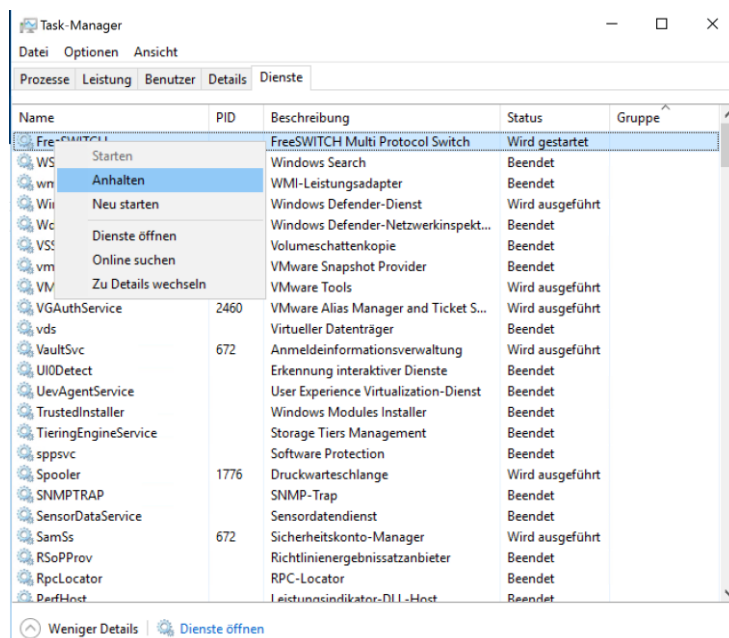 Task-Manager
Datei Optionen Ansicht
Prozesse Leistung Benutzer Details Dienste
Name PID Beschreibung Status Gruppe
FreeSWITCH FreeSWITCH Multi Protocol Switch Wird gestartet
WS Windows Search Beendet
Starten
wm WMI-Leistungsadapter Beendet
Anhalten
Wi Windows Defender-Dienst Wird ausgeführt
Neu starten
Wd Windows Defender-Netzwerkinspekt... Beendet
Dienste öffnen
VSS Volumeschattenkopie Beendet
vm VMware Snapshot Provider Beendet
Online suchen
VM VMware Tools Wird ausgeführt
Zu Details wechseln
VGAuthService 2460 VMware Alias Manager and Ticket S... Wird ausgeführt
vds Virtueller Datenträger Beendet
VaultSvc 672 Anmeldeinformationsverwaltung Wird ausgeführt
UI0Detect Erkennung interaktiver Dienste Beendet
UevAgentService User Experience Virtualization-Dienst Beendet
TrustedInstaller Windows Modules Installer Beendet
TieringEngineService Storage Tiers Management Beendet
sppsvc Software Protection Beendet
Spooler 1776 Druckwarteschlange Wird ausgeführt
SNMPTRAP SNMP-Trap Beendet
SensorDataService Sensordatendienst Beendet
SamSs 672 Sicherheitskonto-Manager Wird ausgeführt
RSoPProv Richtlinienergebnissatzanbieter Beendet
RpcLocator RPC-Locator Beendet
PerfHost Leistungsindikator-DLL-Host Beendet
Weniger Details Dienste öffnen